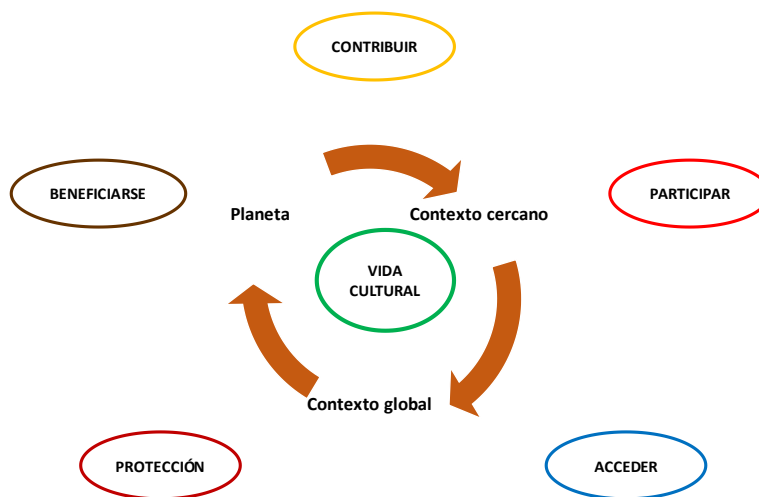 CONTRIBUIR
BENEFICIARSE
PARTICIPAR
Planeta
Contexto cercano
VIDA
CULTURAL
Contexto global
PROTECCIÓN
ACCEDER